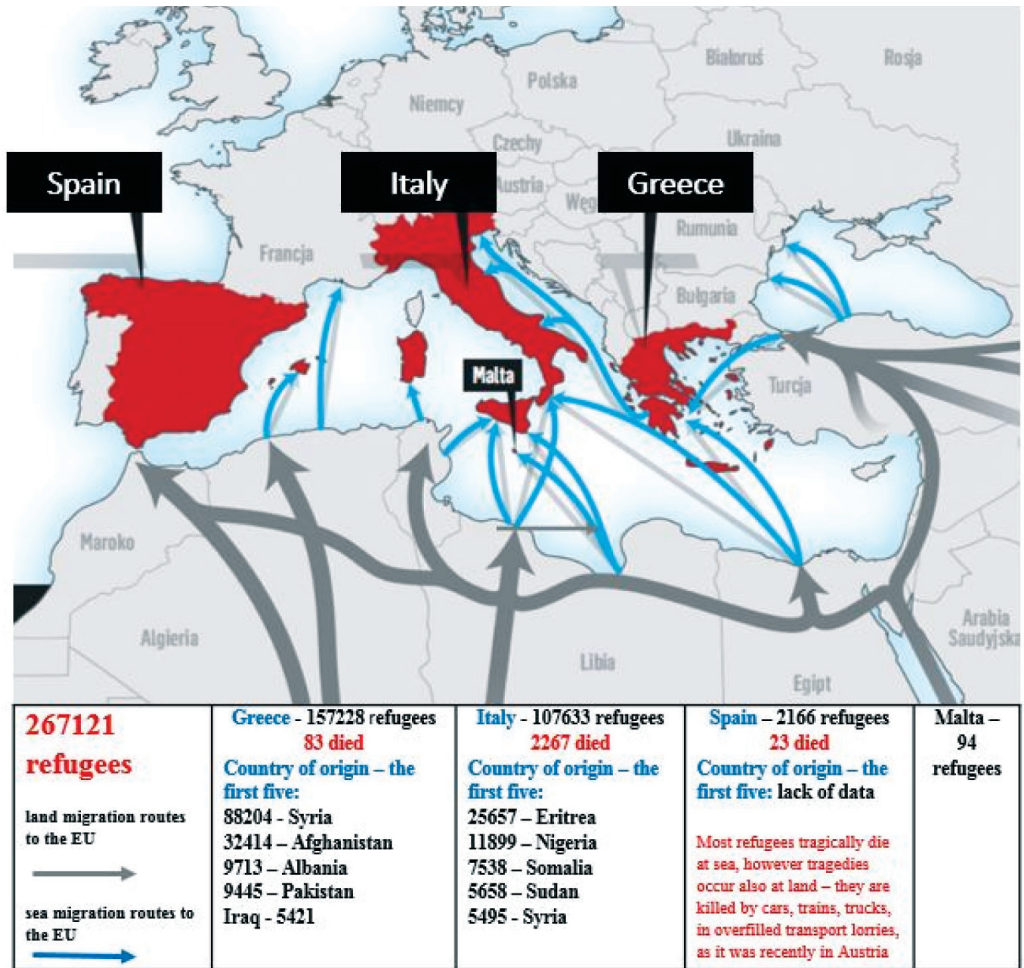 Białoruś
Rosja
Polska
Niemcy
Czechy
Ukraina
Spain
Italy
Greece
Austria
Węg
Rumunia
Francja
Bułgaria
Malta
Turcja
Maroko
Algieria
Libia
Egipt
Arabia
Saudyjska
267121
refugees
land migration routes
to the EU
sea migration routes to
the EU
Greece - 157228 refugees
83 died
Country of origin – the
first five:
88204 - Syria
32414 – Afghanistan
9713 – Albania
9445 – Pakistan
Iraq - 5421
Italy - 107633 refugees
2267 died
Country of origin – the
first five:
25657 – Eritrea
11899 – Nigeria
7538 – Somalia
5658 – Sudan
5495 - Syria
Spain – 2166 refugees
23 died
Country of origin – the
first five: lack of data
Most refugees tragically die
at sea, however tragedies
occur also at land – they are
killed by cars, trains, trucks,
in overfilled transport lorries,
as it was recently in Austria
Malta –
94
refugees